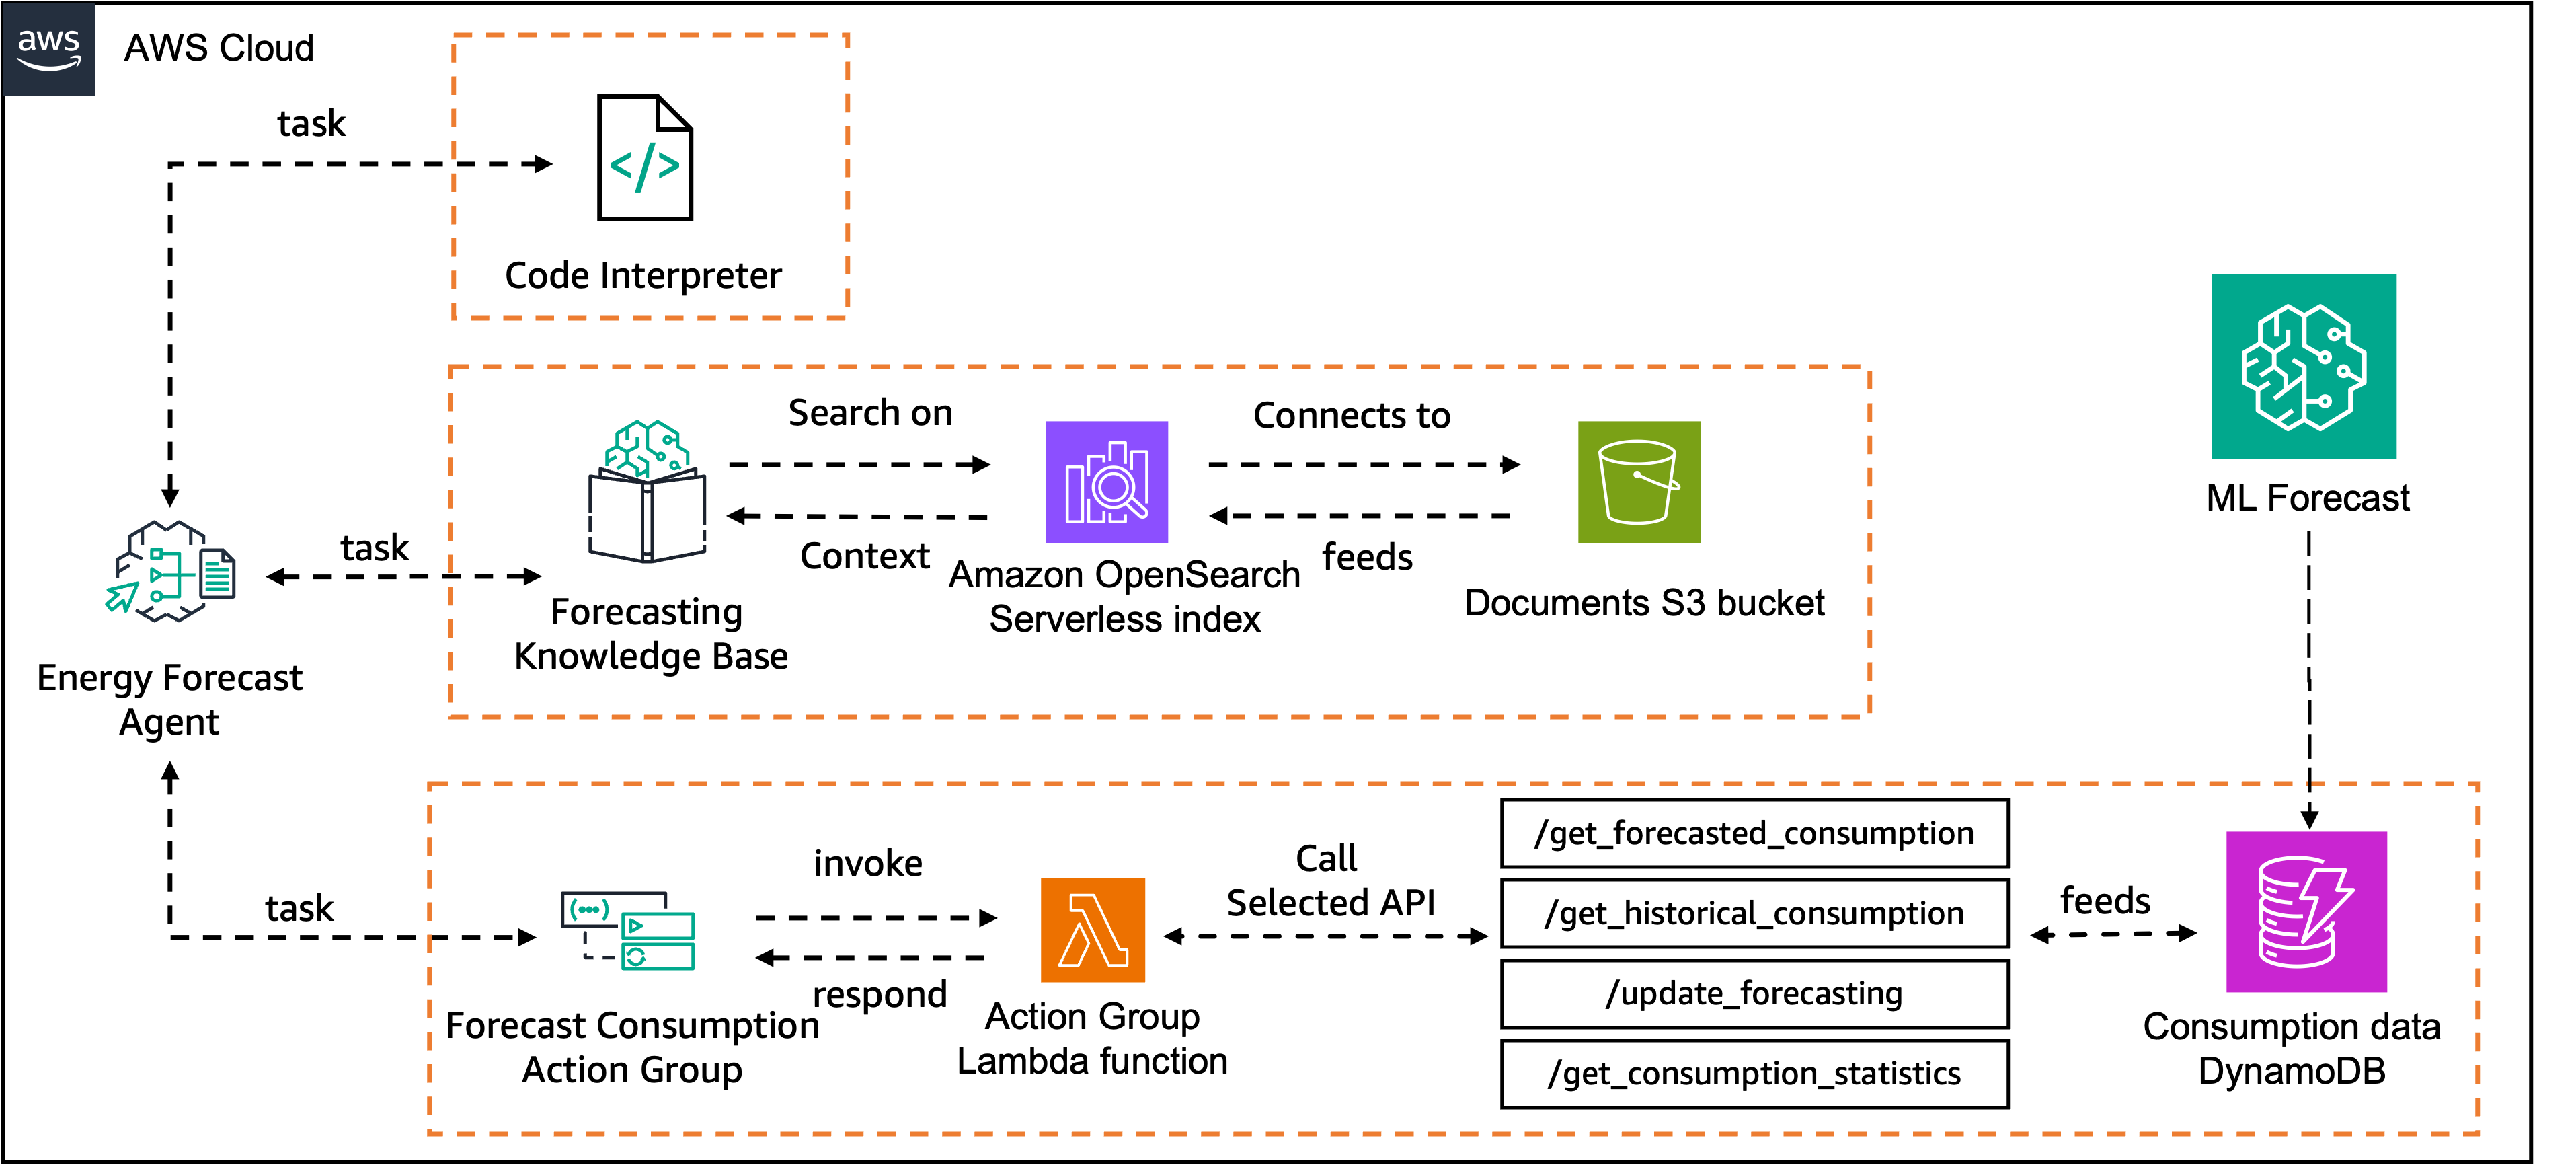 aws
AWS Cloud
task
</>
Code Interpreter
ML Forecast
Search on
Connects to
Context
feeds
task
Amazon OpenSearch
Serverless index
Documents S3 bucket
Forecasting
Knowledge Base
Energy Forecast
Agent
task
invoke
respond
(•••)
Forecast Consumption
Action Group
Action Group
Lambda function
Call
Selected API
/get_forecasted_consumption
/get_historical_consumption
/update_forecasting
/get_consumption_statistics
feeds
Consumption data
DynamoDB